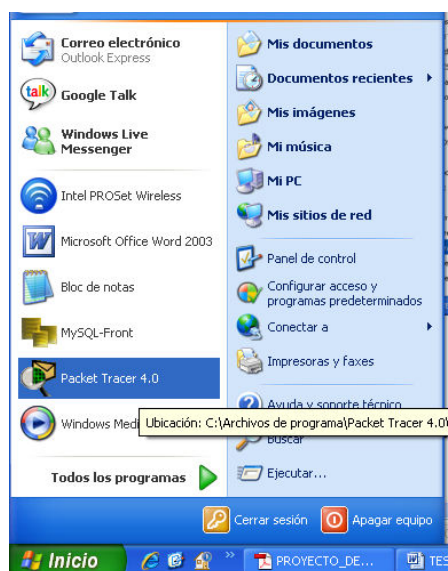 Correo electrónico
Outlook Express
talk
Google Talk
Windows Live
Messenger
Intel PROSet Wireless
Microsoft Office Word 2003
Bloc de notas
MySQL-Front
Packet Tracer 4.0
Windows Medi
Todos los programas
Mis documentos
Documentos recientes
Mis imágenes
Mi música
Mi PC
Mis sitios de red
Panel de control
Configurar acceso y
programas predeterminados
Conectar a
Impresoras y faxes
Ayuda y soporte técnico
Ubicación: C:\Archivos de programa\Packet Tracer 4.0\
Buscar
Ejecutar...
Cerrar sesión
Apagar equipo
Inicio
»
PROYECTO_DE...
TES